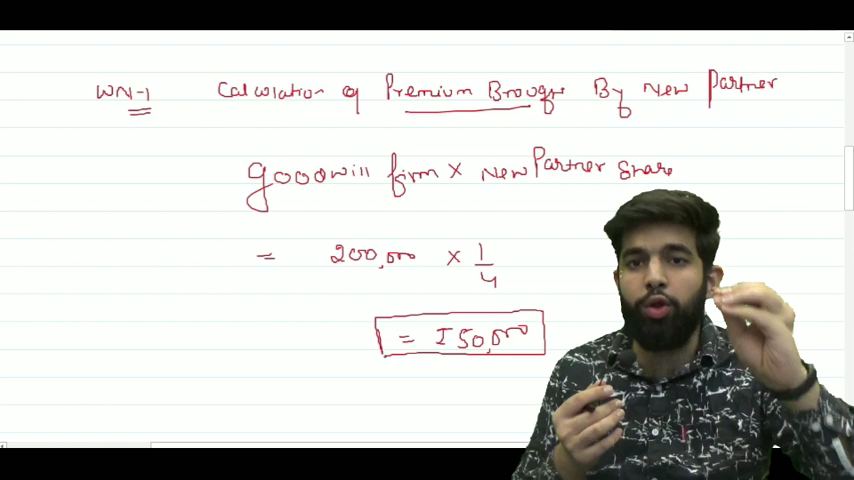 WN-1 Calculation of Premium Brought By New Partner
Goodwill firm × New Partner Share
= 200,000 × 1/4
= I 50,000